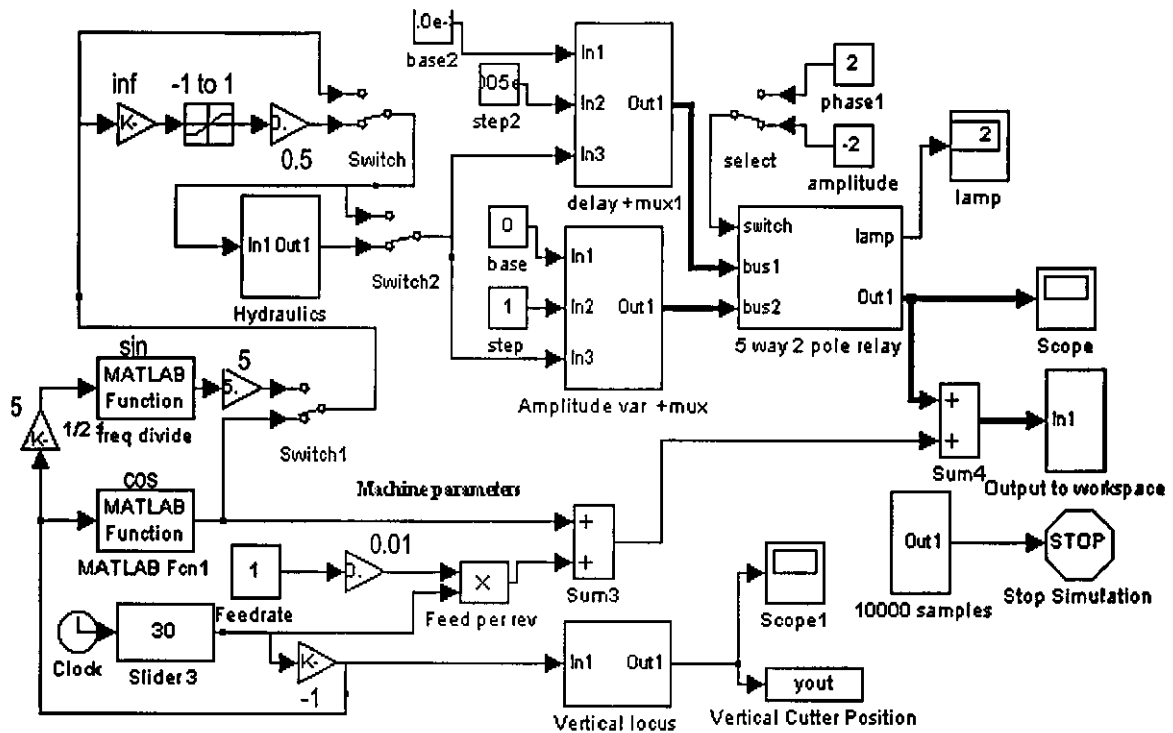 .0e-
base2
inf
-1 to 1
K-
0.
0.5
Switch
.05e
step2
In1
In2
In3
Out1
delay +mux1
2
phase1
-2
amplitude
select
2
lamp
In1 Out1
Hydraulics
Switch2
0
base
1
step
In1
In2
In3
Out1
Amplitude var +mux
switch
bus1
bus2
lamp
Out1
5 way 2 pole relay
Scope
sin
MATLAB
Function
5
5.
5
K-
1/2 f
freq divide
Switch1
cos
MATLAB
Function
MATLAB Fcn1
Machine parameters
+
+
Sum3
+
+
Sum4
In1
Output to workspace
Out1
10000 samples
STOP
Stop Simulation
1
Feedrate
0.01
0.
X
Feed per rev
Clock
30
Slider 3
K-
-1
In1
Out1
Vertical locus
Scope1
yout
Vertical Cutter Position